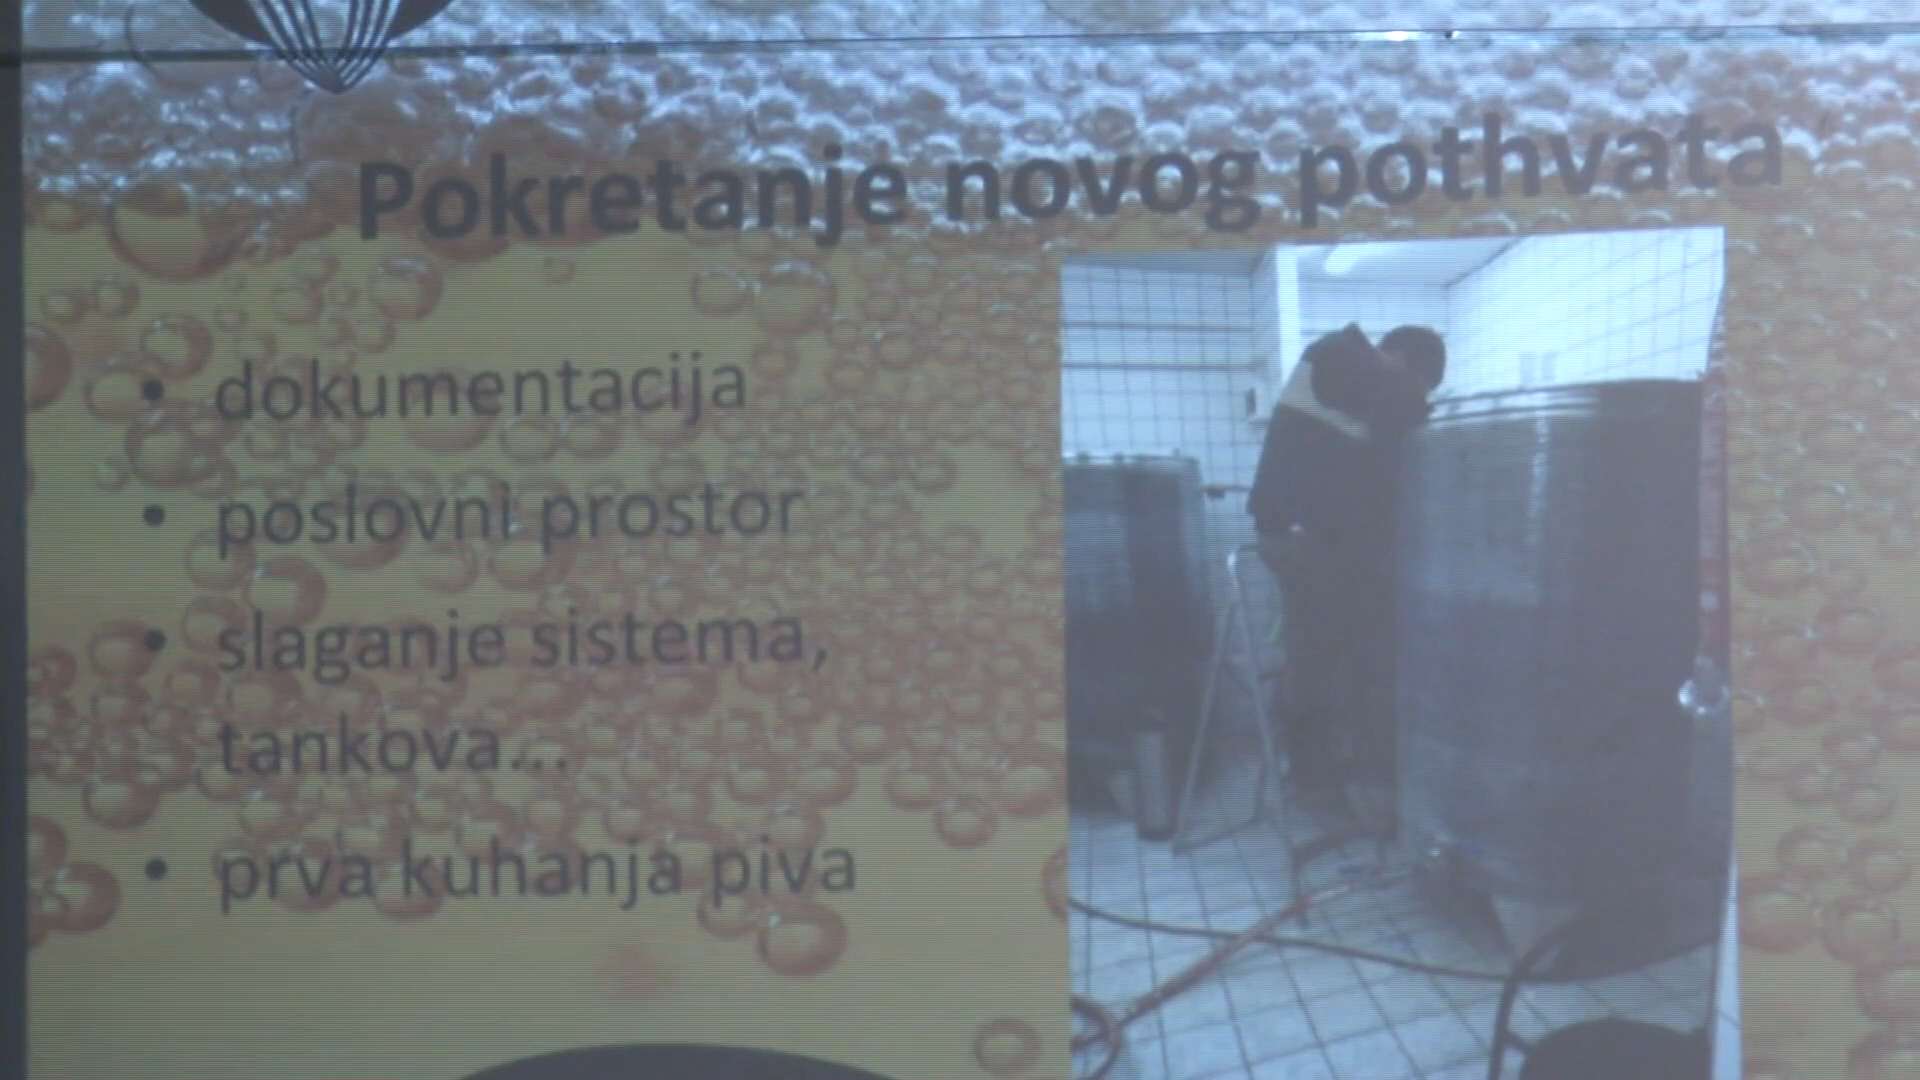 Pokretanje novog pothvata
• dokumentacija
• poslovni prostor
• slaganje sistema,
tankova...
• prva kuhanja piva